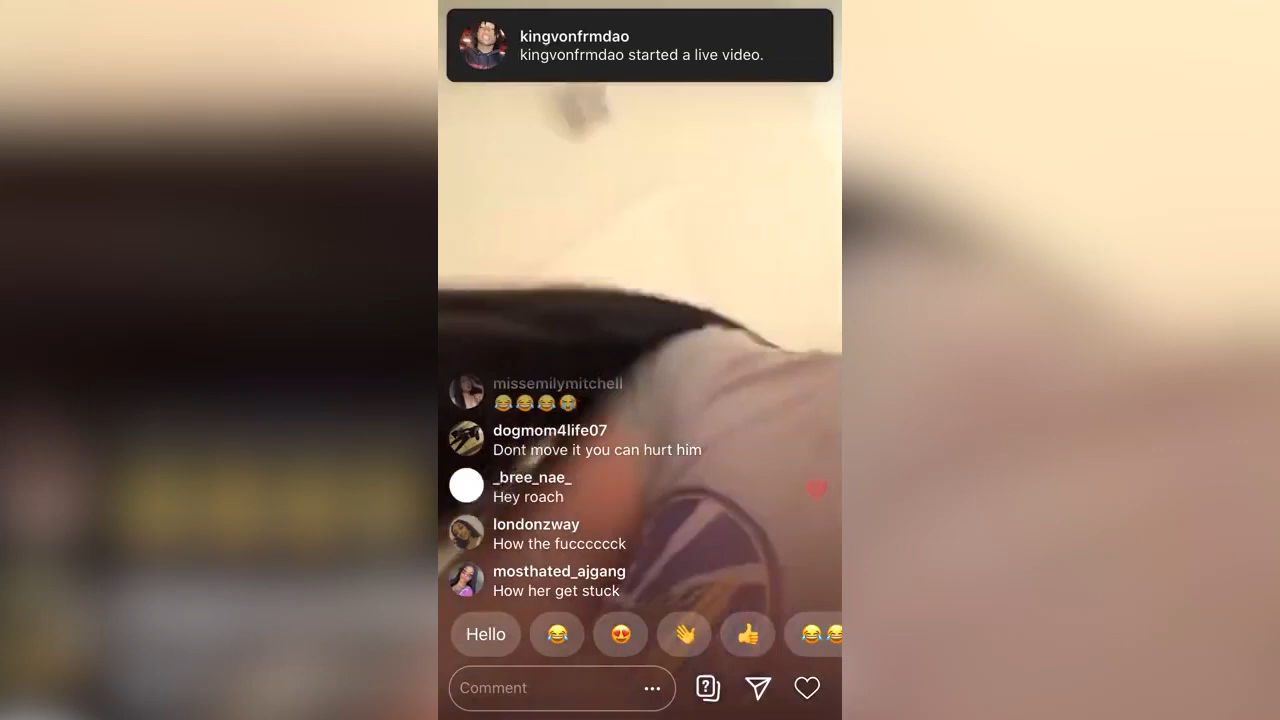 kingvonfrmdao
kingvonfrmdao started a live video.
missemilymitchell
😂😂😂😭
dogmom4life07
Dont move it you can hurt him
_bree_nae_
Hey roach
londonzway
How the fucccccck
mosthated_ajgang
How her get stuck
Hello 😂 😍 👋 👍 😂😂
Comment